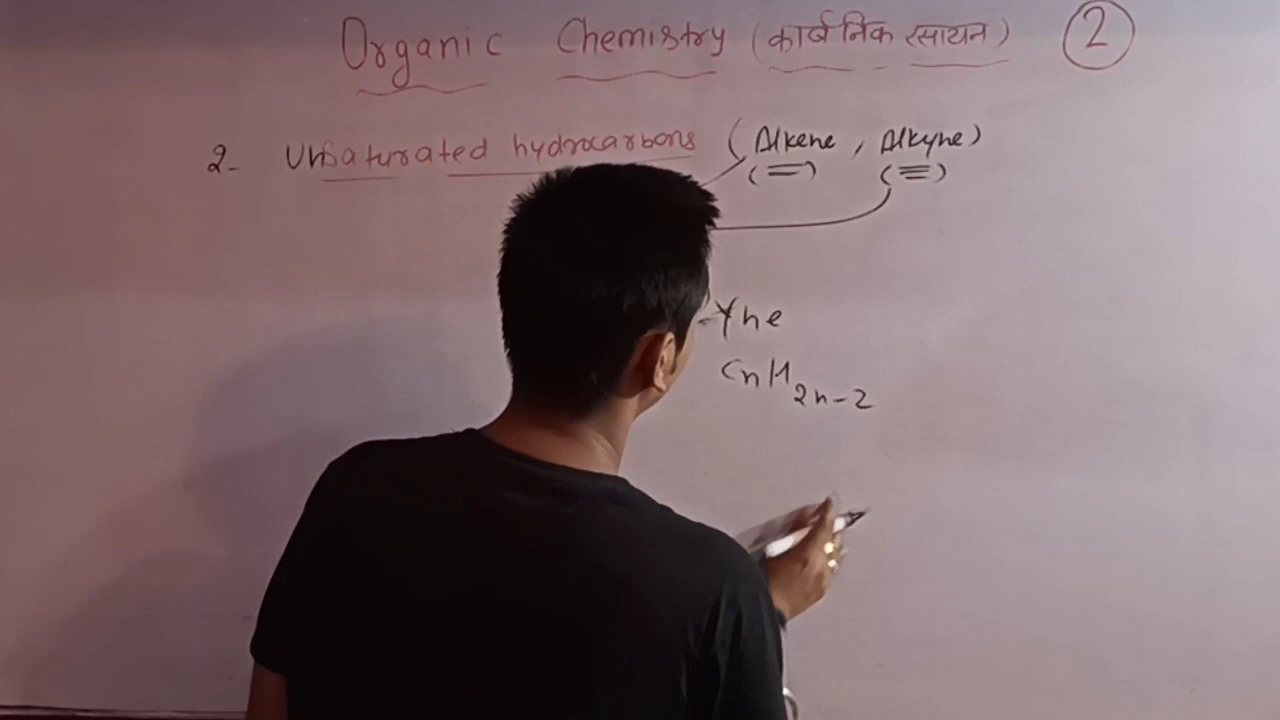 Organic Chemistry (कार्बनिक रसायन) 2
2- Unsaturated hydrocarbons (Alkene, Alkyne)
(=) (≡)
-Yne
CnH2n-2